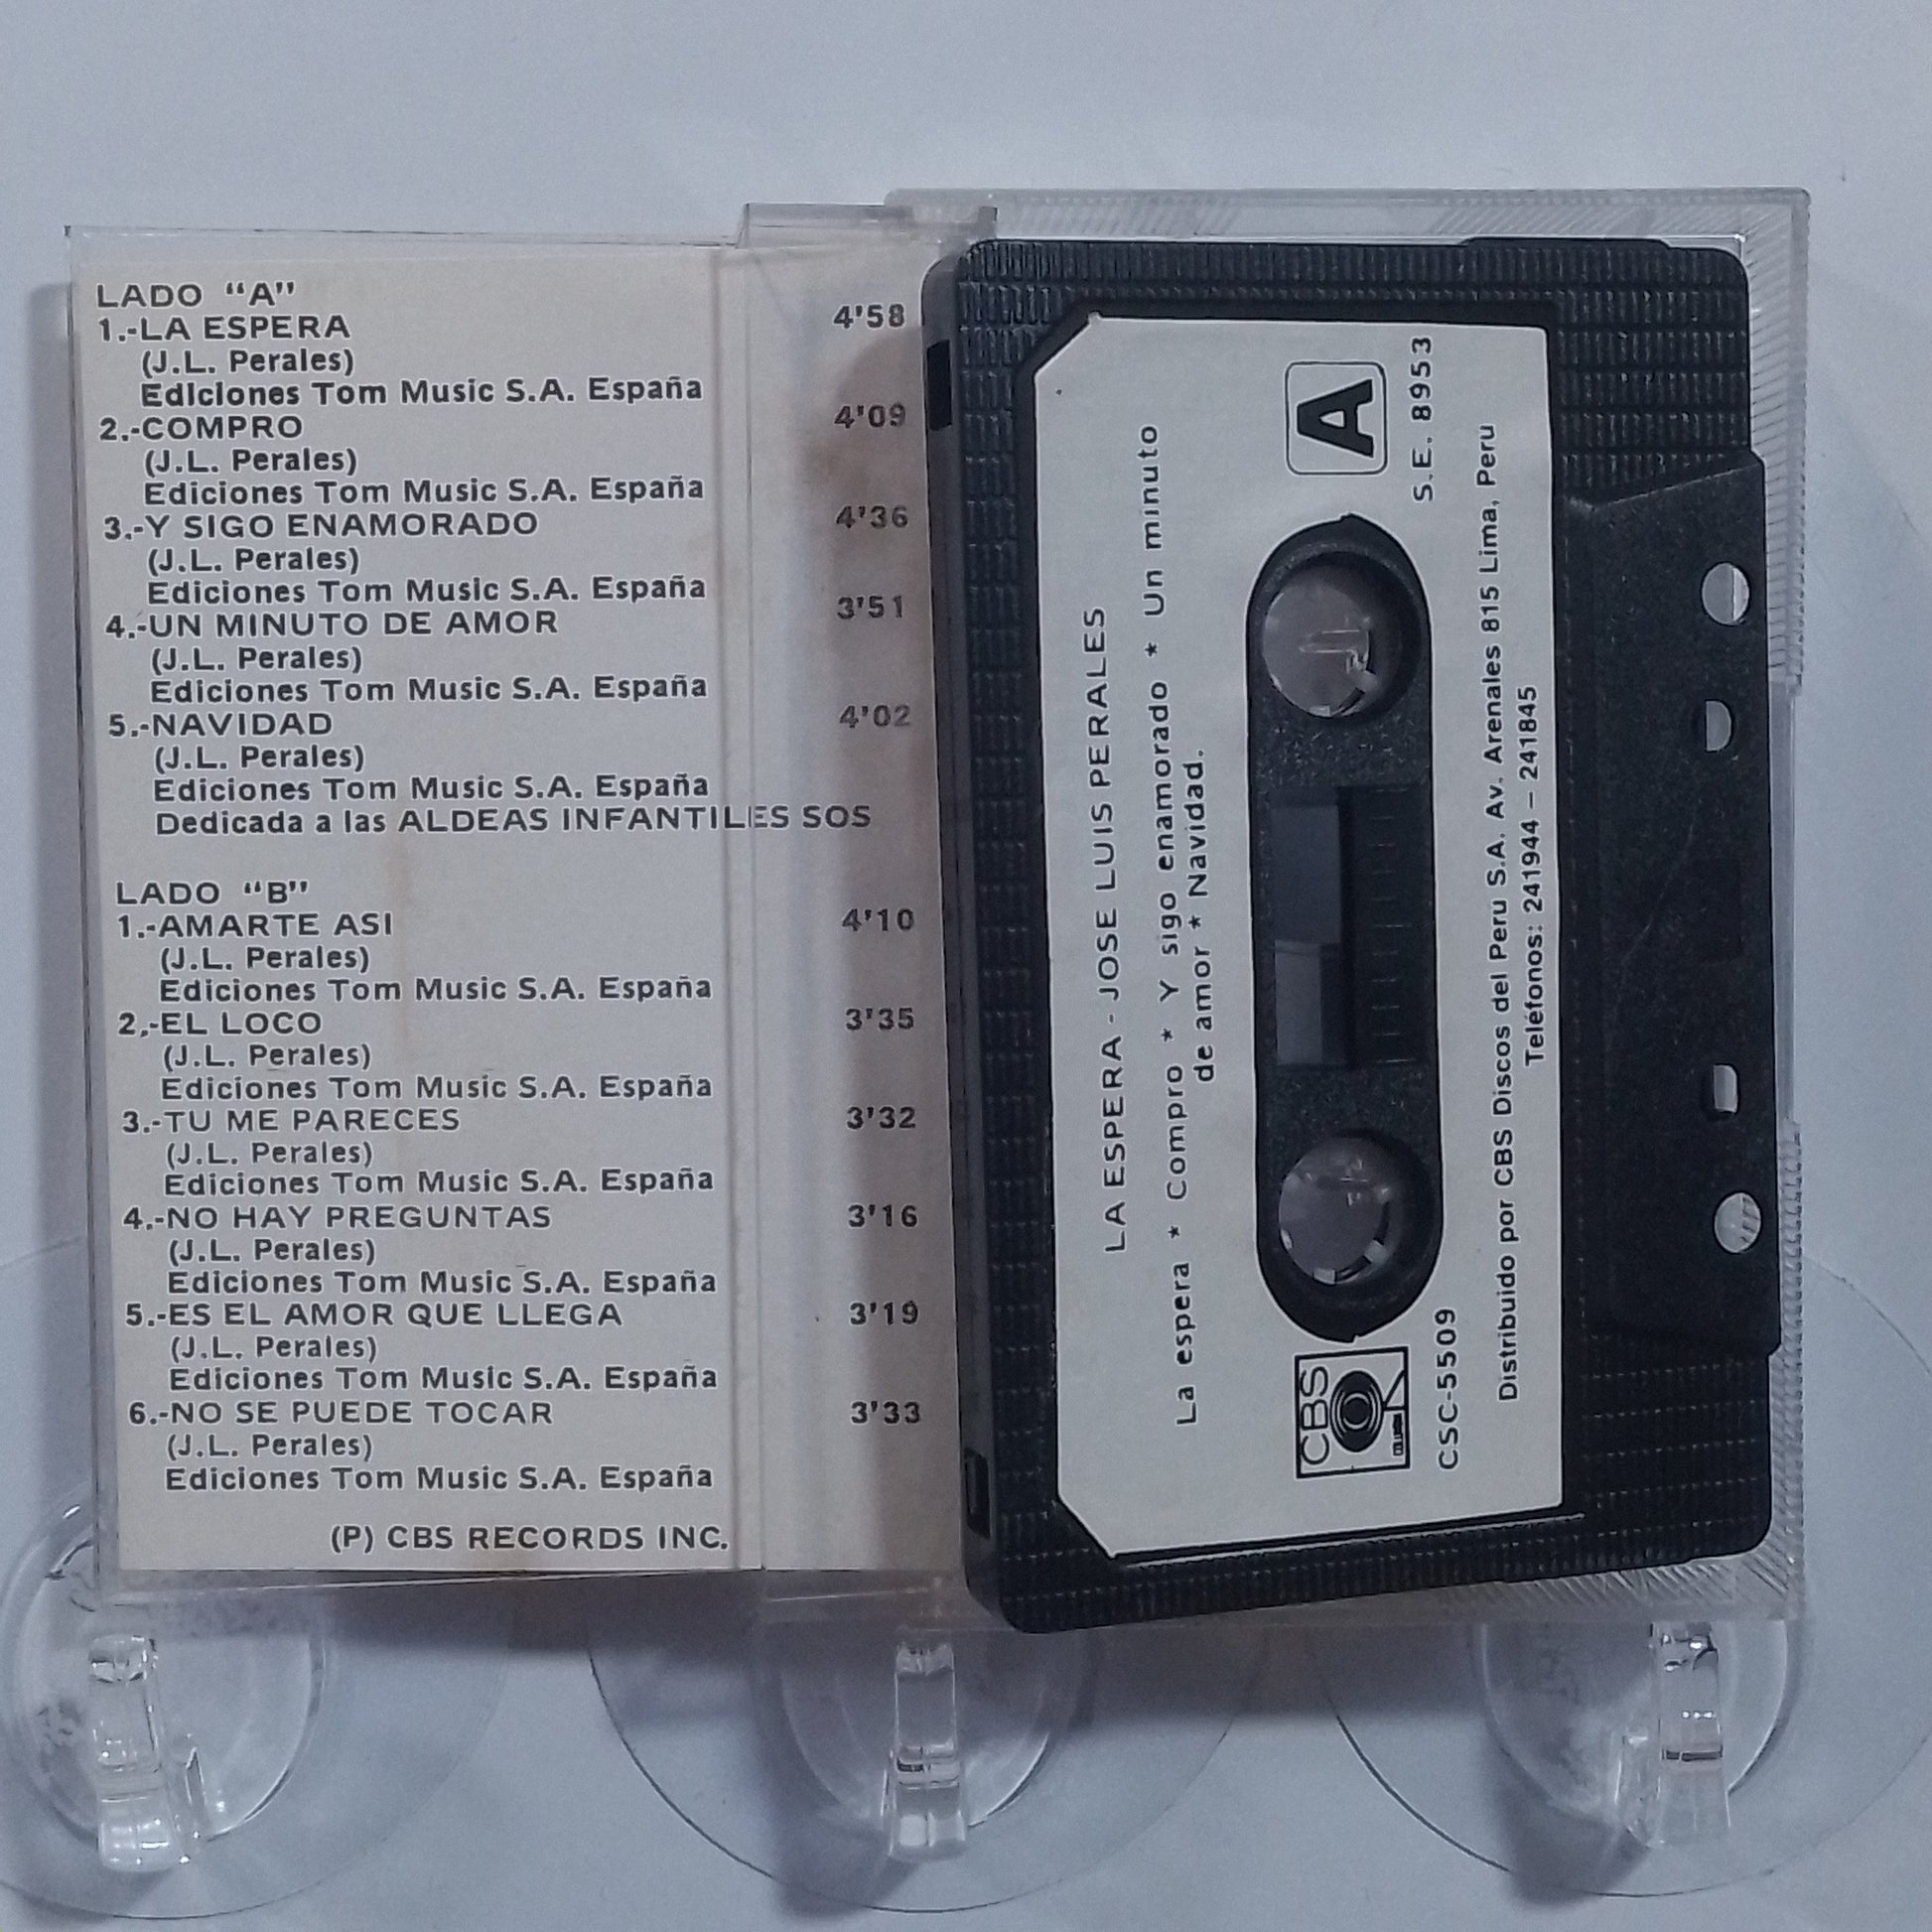 LADO “A”
1.-LA ESPERA 4'58
(J.L. Perales)
Ediciones Tom Music S.A. España
2.-COMPRO 4'09
(J.L. Perales)
Ediciones Tom Music S.A. España
3.-Y SIGO ENAMORADO 4'36
(J.L. Perales)
Ediciones Tom Music S.A. España
4.-UN MINUTO DE AMOR 3'51
(J.L. Perales)
Ediciones Tom Music S.A. España
5.-NAVIDAD 4'02
(J.L. Perales)
Ediciones Tom Music S.A. España
Dedicada a las ALDEAS INFANTILES SOS
LADO “B”
1.-AMARTE ASI 4'10
(J.L. Perales)
Ediciones Tom Music S.A. España
2,-EL LOCO 3'35
(J.L. Perales)
Ediciones Tom Music S.A. España
3.-TU ME PARECES 3'32
(J.L. Perales)
Ediciones Tom Music S.A. España
4.-NO HAY PREGUNTAS 3'16
(J.L. Perales)
Ediciones Tom Music S.A. España
5.-ES EL AMOR QUE LLEGA 3'19
(J.L. Perales)
Ediciones Tom Music S.A. España
6.-NO SE PUEDE TOCAR 3'33
(J.L. Perales)
Ediciones Tom Music S.A. España
(P) CBS RECORDS INC.
LA ESPERA - JOSE LUIS PERALES
La espera * Compro * Y sigo enamorado * Un minuto
de amor * Navidad.
CBS
A
CSC-5509
S.E. 8953
Distribuido por CBS Discos del Peru S.A. Av. Arenales 815 Lima, Peru
Teléfonos: 241944 – 241845